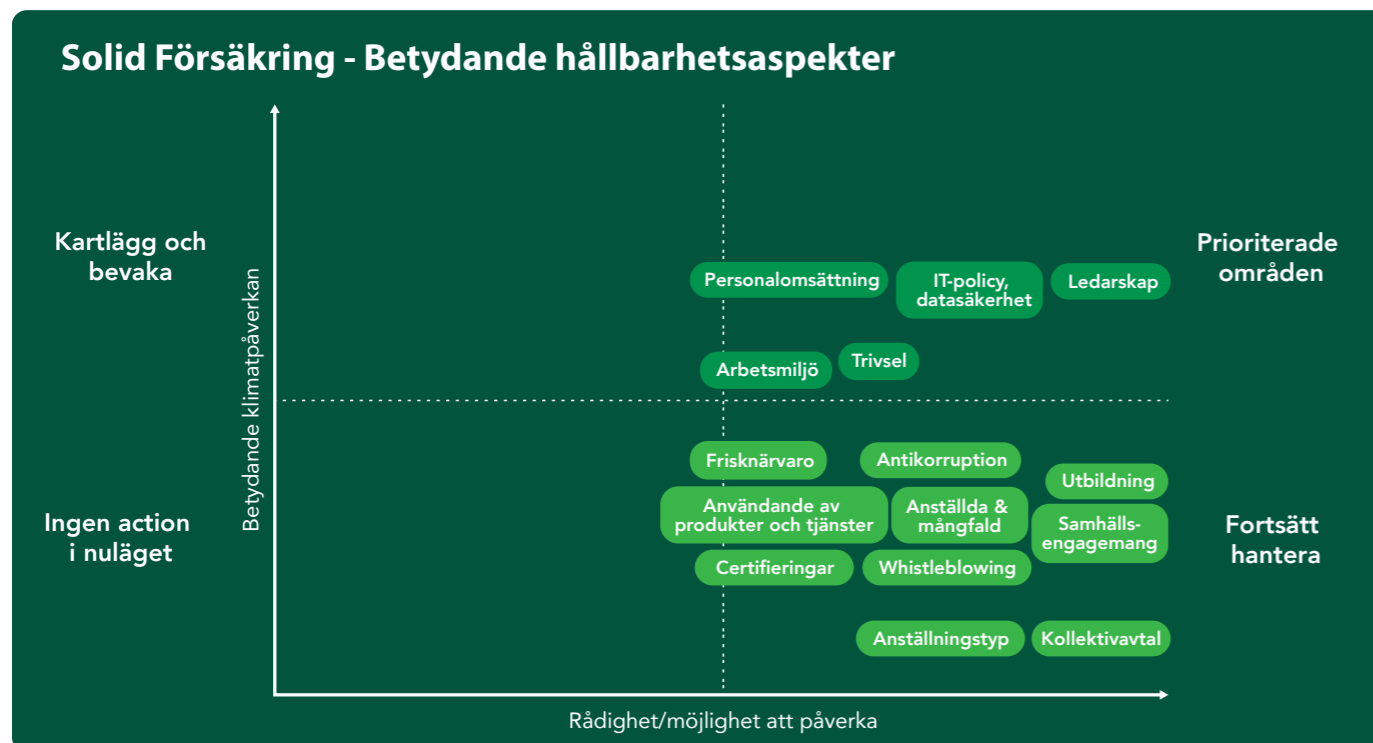 Solid Försäkring - Betydande hållbarhetsaspekter
Kartlägg och
bevaka
Prioriterade
områden
Betydande klimatpåverkan
Personalomsättning
IT-policy,
datasäkerhet
Ledarskap
Arbetsmiljö
Trivsel
Ingen action
i nuläget
Fortsätt
hantera
Frisknärvaro
Antikorruption
Utbildning
Användande av
produkter och tjänster
Anställda &
mångfald
Samhälls-
engagemang
Certifieringar
Whistleblowing
Anställningstyp
Kollektivavtal
Rådighet/möjlighet att påverka